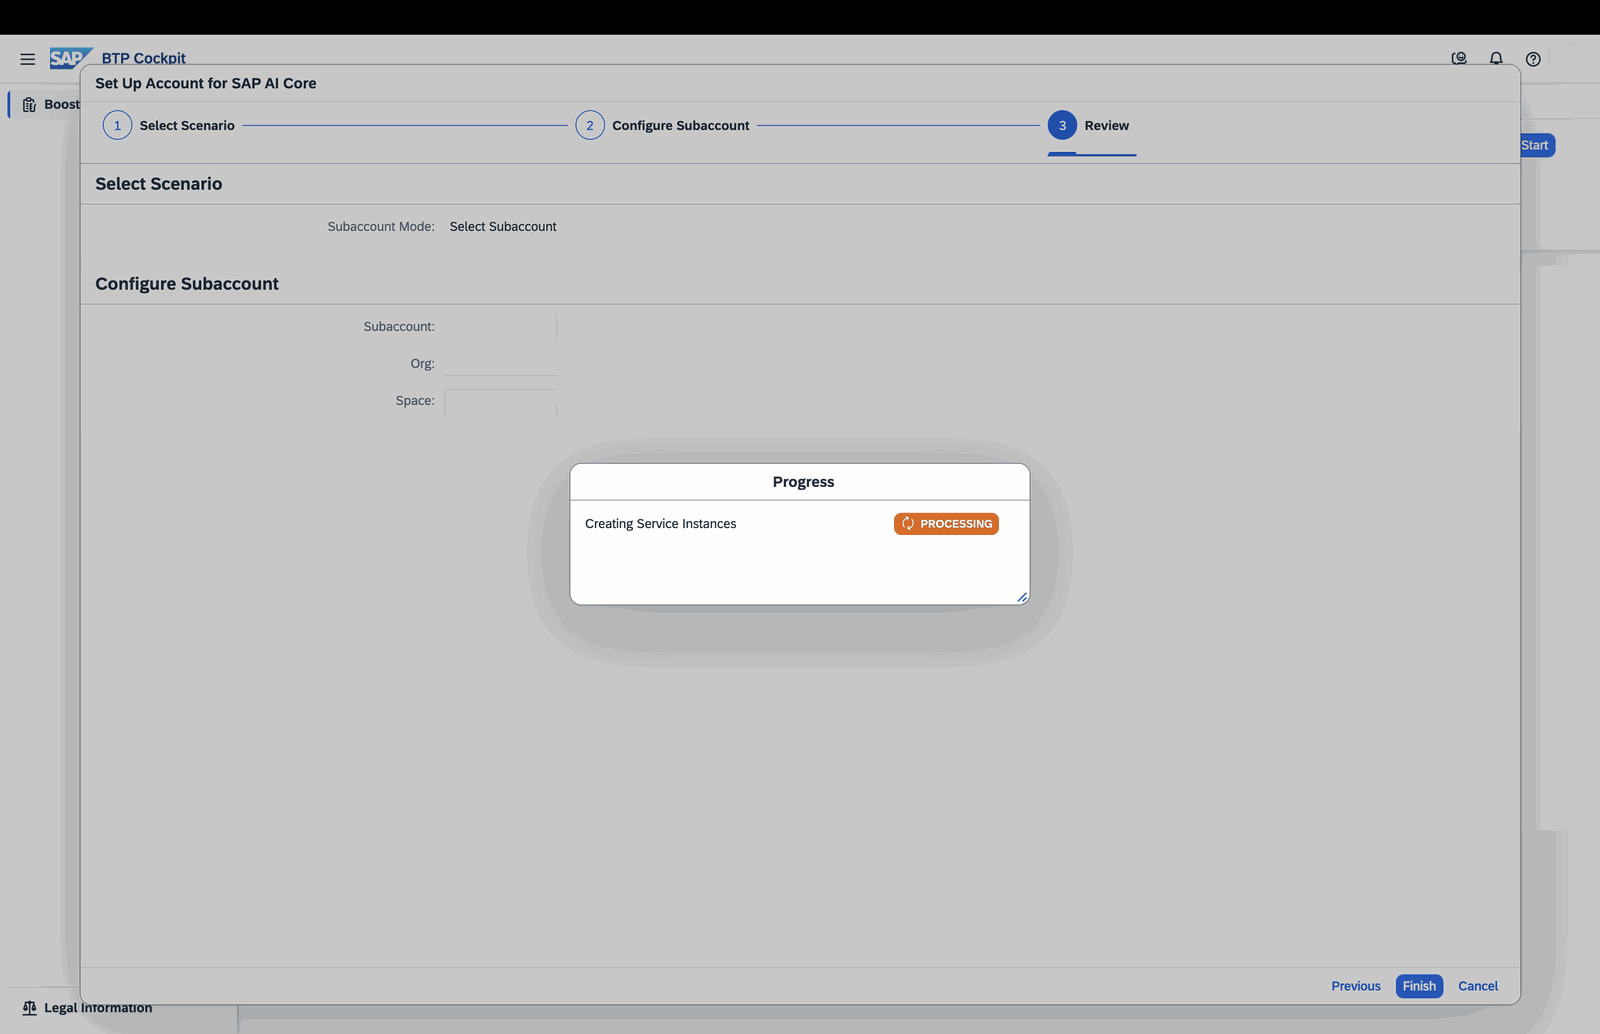 SAP BTP Cockpit
Boost
Set Up Account for SAP AI Core
1 Select Scenario 2 Configure Subaccount 3 Review
Start
Select Scenario
Subaccount Mode: Select Subaccount
Configure Subaccount
Subaccount:
Org:
Space:
Progress
Creating Service Instances PROCESSING
Previous Finish Cancel
Legal Information